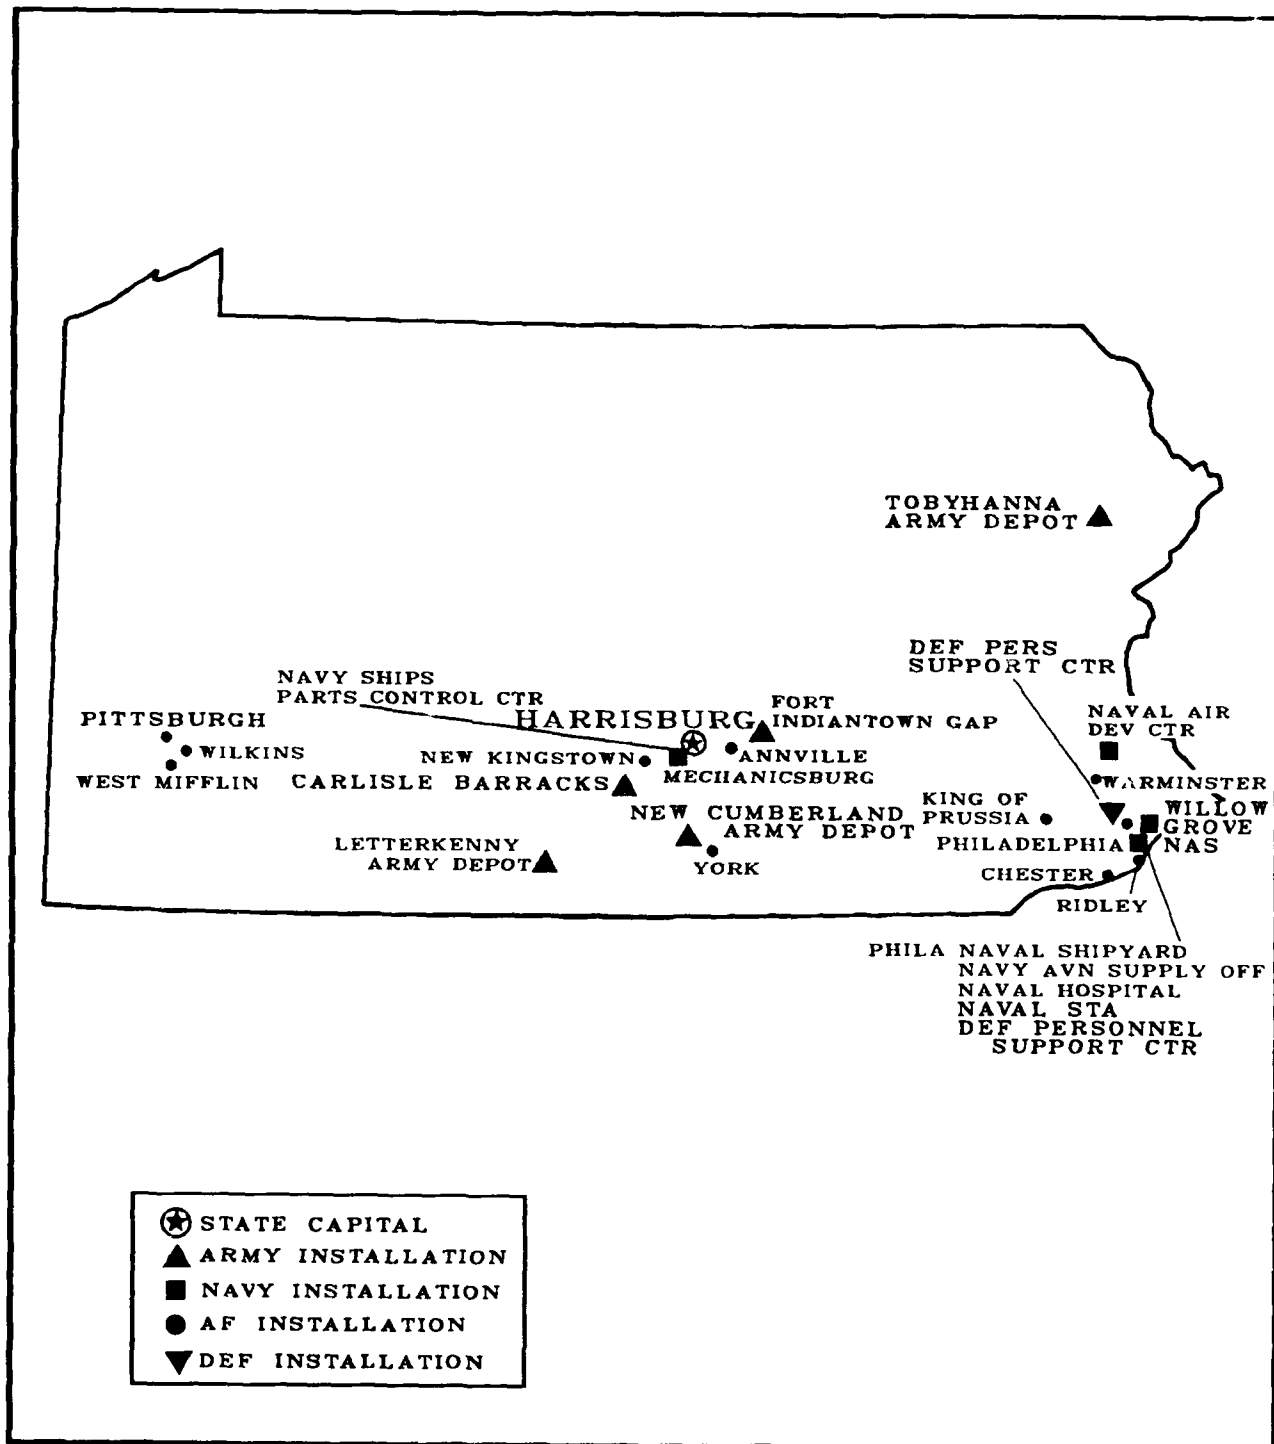 TOBYHANNA
ARMY DEPOT
DEF PERS
SUPPORT CTR
NAVY SHIPS
PARTS CONTROL CTR
HARRISBURG
FORT
INDIANTOWN GAP
NAVAL AIR
DEV CTR
PITTSBURGH
WILKINS
WEST MIFFLIN
NEW KINGSTOWN
ANNVILLE
MECHANICSBURG
CARLISLE BARRACKS
WARMINSTER
KING OF
PRUSSIA
WILLOW
GROVE
NAS
NEW CUMBERLAND
ARMY DEPOT
PHILADELPHIA
LETTERKENNY
ARMY DEPOT
YORK
CHESTER
RIDLEY
PHILA NAVAL SHIPYARD
NAVY AVN SUPPLY OFF
NAVAL HOSPITAL
NAVAL STA
DEF PERSONNEL
SUPPORT CTR
STATE CAPITAL
ARMY INSTALLATION
NAVY INSTALLATION
AF INSTALLATION
DEF INSTALLATION